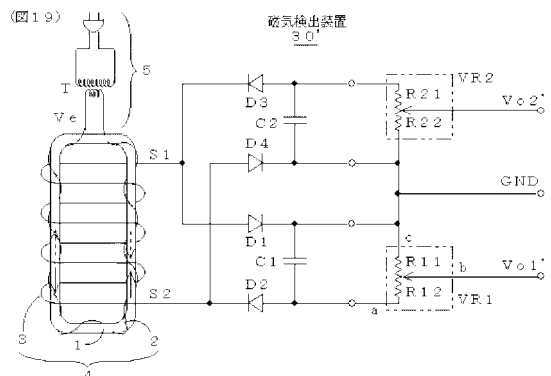 (図19)
磁気検出装置
30'
5
T
Ve
S1
S2
3
1
2
4
D3
C2
D4
D1
C1
D2
VR2
R21
R22
Vo2'
GND
c
R11
b
Vo1'
R12
a
VR1